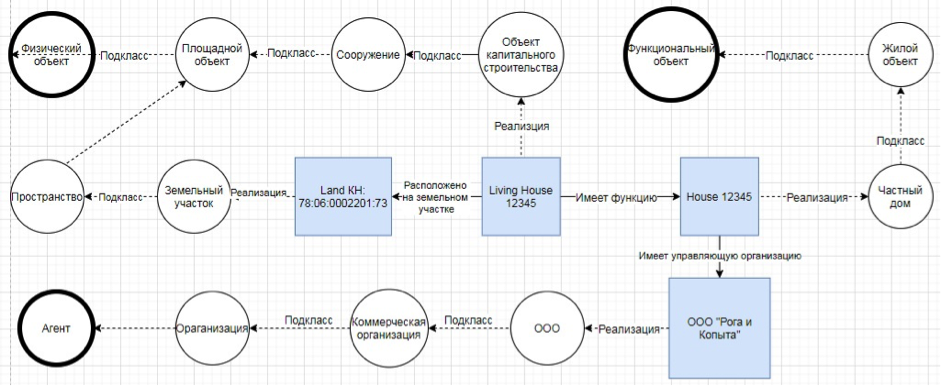 Физический
объект
Подкласс
Площадной
объект
Подкласс
Сооружение
Подкласс
Объект
капитального
строительства
Функциональный
объект
Подкласс
Жилой
объект
Реализция
Подкласс
Пространство
Подкласс
Земельный
участок
Реализация
Land КН:
78:06:0002201:73
Расположено
на земельном
участке
Living House
12345
Имеет функцию
House 12345
Реализация
Частный
дом
Имеет управляющую организацию
Агент
Ораганизация
Подкласс
Коммерческая
организация
Подкласс
ООО
Реализация
ООО "Рога и
Копыта"